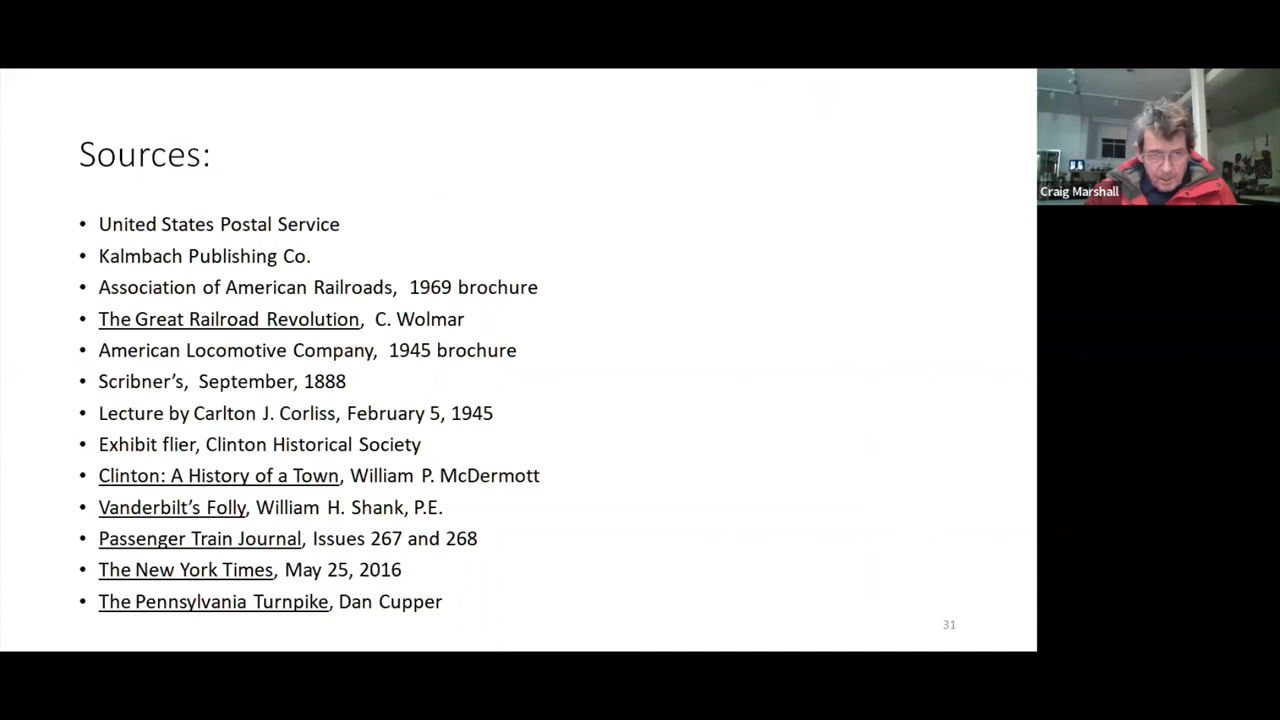 Sources:
• United States Postal Service
• Kalmbach Publishing Co.
• Association of American Railroads, 1969 brochure
• The Great Railroad Revolution, C. Wolmar
• American Locomotive Company, 1945 brochure
• Scribner's, September, 1888
• Lecture by Carlton J. Corliss, February 5, 1945
• Exhibit flier, Clinton Historical Society
• Clinton: A History of a Town, William P. McDermott
• Vanderbilt's Folly, William H. Shank, P.E.
• Passenger Train Journal, Issues 267 and 268
• The New York Times, May 25, 2016
• The Pennsylvania Turnpike, Dan Cupper
31
Craig Marshall